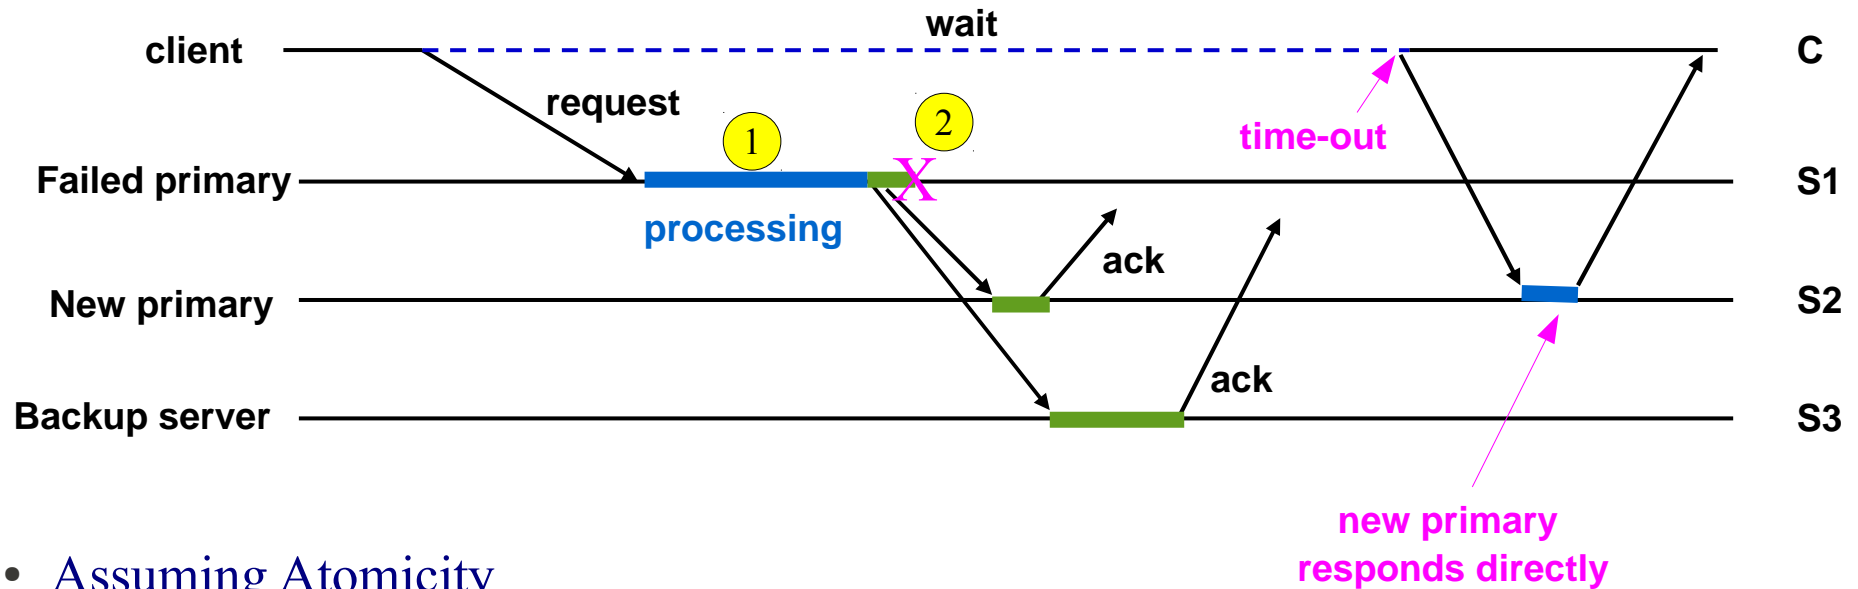 wait
client
C
request
1
2
time-out
Failed primary
X
S1
processing
ack
New primary
S2
ack
Backup server
S3
new primary
responds directly
• Assuming Atomicity